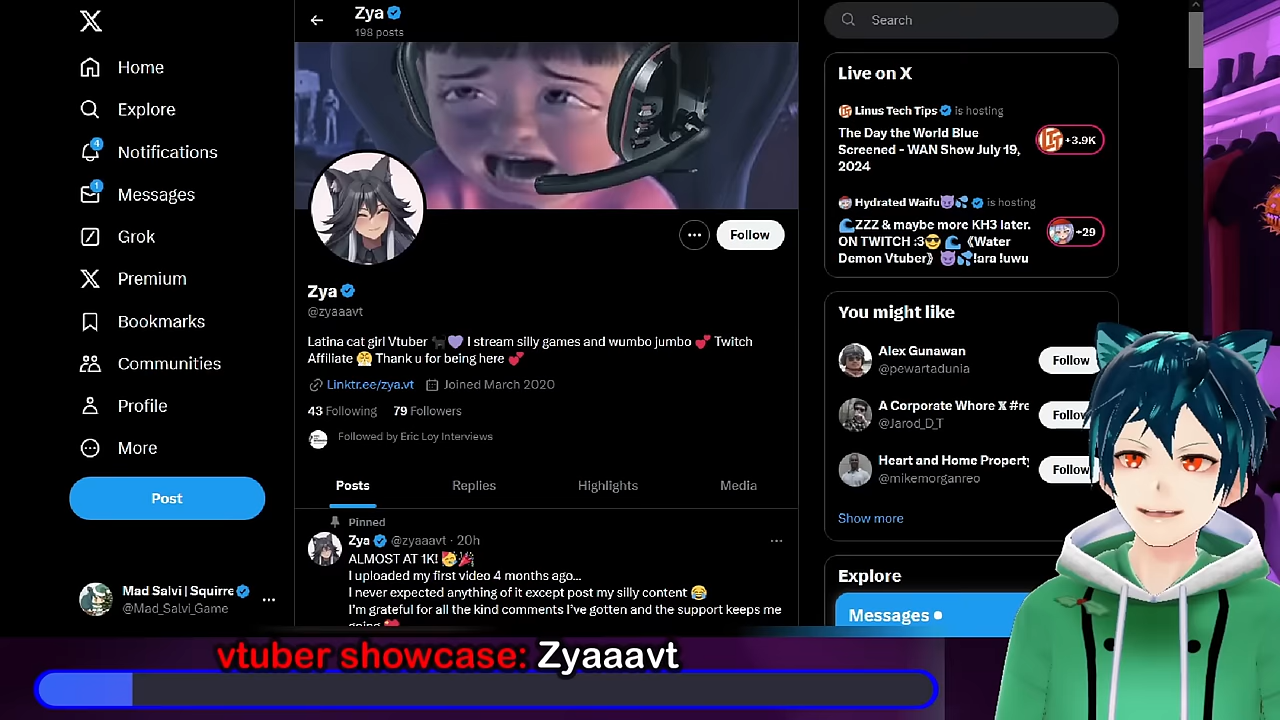 Home
Explore
4
Notifications
1
Messages
Grok
Premium
Bookmarks
Communities
Profile
More
Post
Mad Salvi | Squirre
@Mad_Salvi_Game
Zya
198 posts
Follow
Zya
@zyaaavt
Latina cat girl Vtuber 🐈‍⬛💜 I stream silly games and wumbo jumbo 💕 Twitch
Affiliate 😤 Thank u for being here 💕
Linktr.ee/zya.vt Joined March 2020
43 Following 79 Followers
Followed by Eric Loy Interviews
Posts Replies Highlights Media
Pinned
Zya @zyaaavt · 20h
ALMOST AT 1K! 🥳🎉
I uploaded my first video 4 months ago...
I never expected anything of it except post my silly content 😂
I'm grateful for all the kind comments I've gotten and the support keeps me
going
Search
Live on X
Linus Tech Tips is hosting
The Day the World Blue
Screened - WAN Show July 19,
2024
+3.9K
Hydrated Waifu😈💦 is hosting
🌊ZZZ & maybe more KH3 later.
ON TWITCH :3😎 🌊 《Water
Demon Vtuber》 😈💦!ara !uwu
+29
You might like
Alex Gunawan
@pewartadunia
Follow
A Corporate Whore X #re
@Jarod_D_T
Follow
Heart and Home Property
@mikemorganreo
Follow
Show more
Explore
Messages
vtuber showcase: Zyaaavt